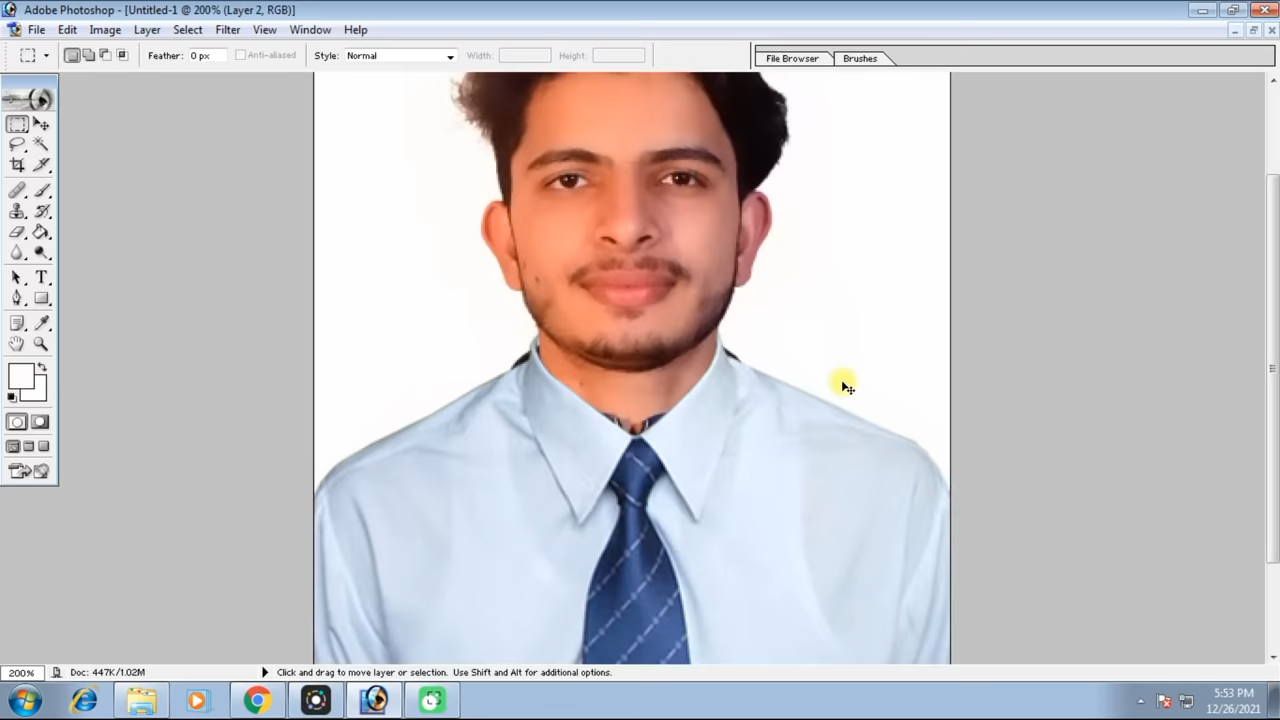 Adobe Photoshop - [Untitled-1 @ 200% (Layer 2, RGB)]
File Edit Image Layer Select Filter View Window Help
Feather: 0 px Anti-aliased Style: Normal Width: Height: File Browser Brushes
T
200% Doc: 447K/1.02M Click and drag to move layer or selection. Use Shift and Alt for additional options.
5:53 PM
12/26/2021